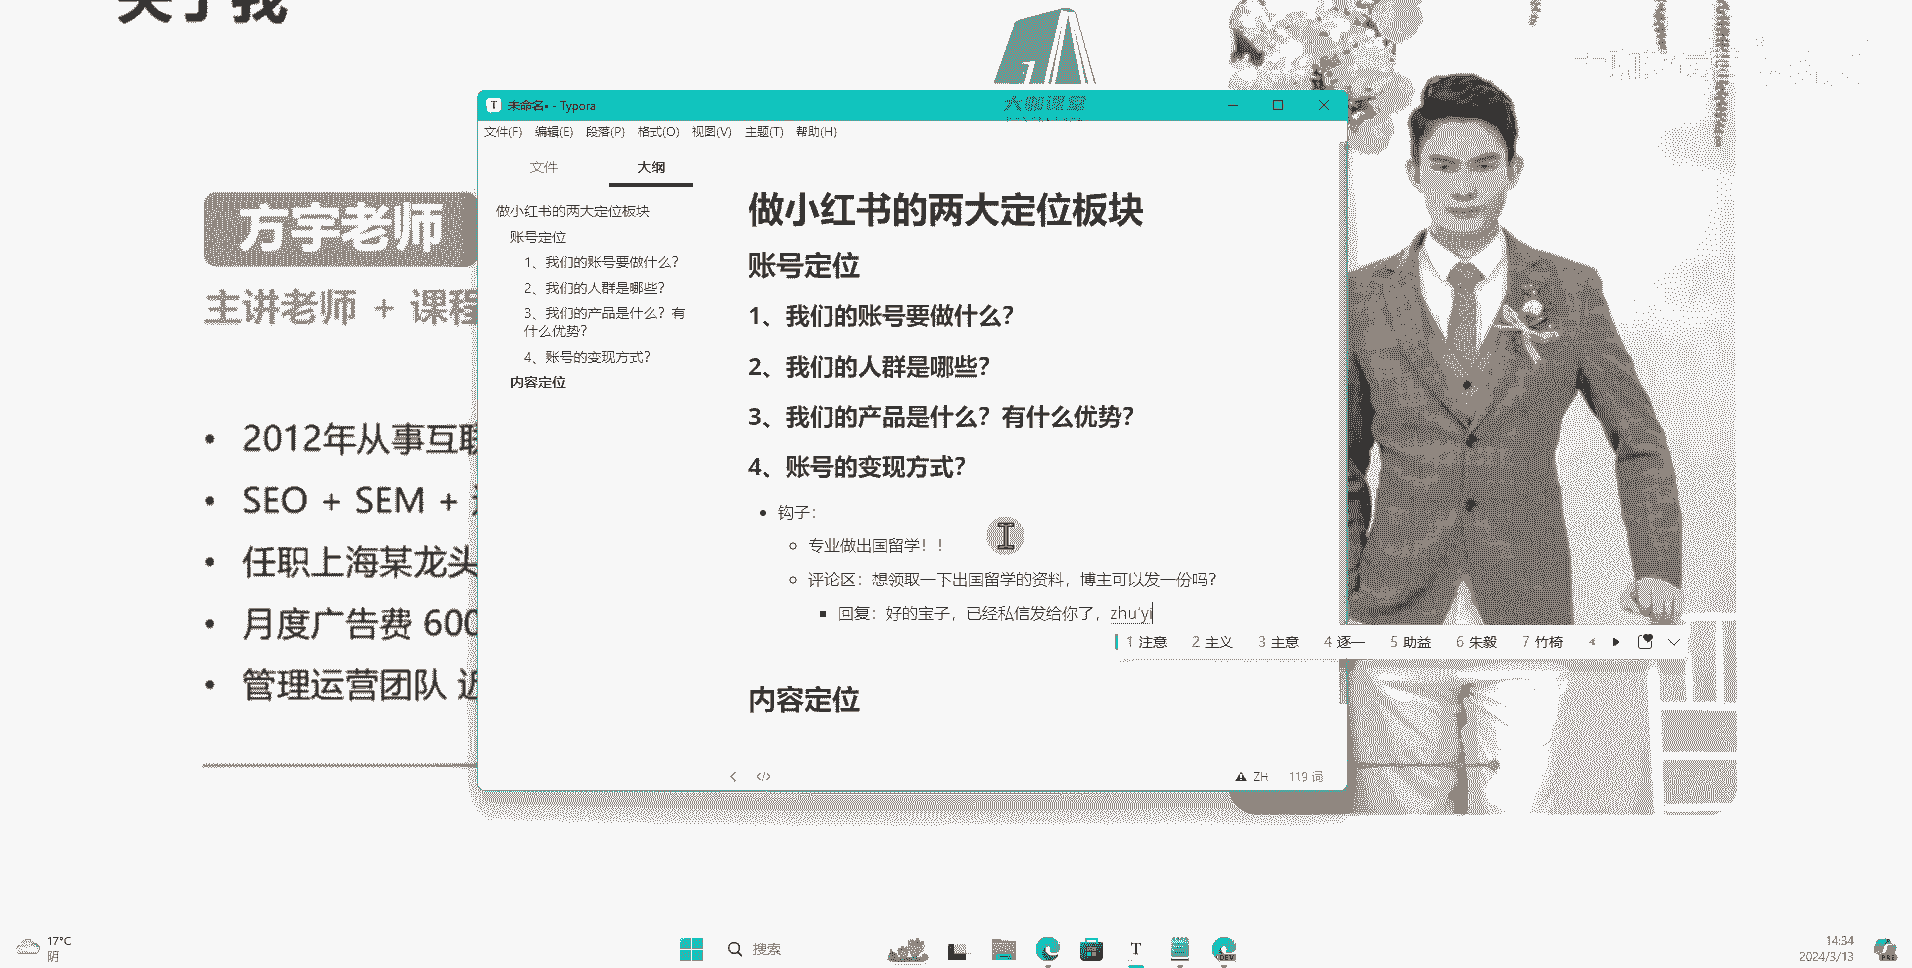 关于我
大咖课堂
未命名• - Typora
文件(F) 编辑(E) 段落(P) 格式(O) 视图(V) 主题(T) 帮助(H)
文件 大纲
做小红书的两大定位板块
账号定位
1、我们的账号要做什么？
2、我们的人群是哪些？
3、我们的产品是什么？有
什么优势？
4、账号的变现方式？
内容定位
做小红书的两大定位板块
账号定位
1、我们的账号要做什么？
2、我们的人群是哪些？
3、我们的产品是什么？有什么优势？
4、账号的变现方式？
钩子：
专业做出国留学！！
评论区：想领取一下出国留学的资料，博主可以发一份吗？
回复：好的宝子，已经私信发给你了，zhu'yi
1 注意 2 主义 3 主意 4 逐一 5 助益 6 朱毅 7 竹椅
内容定位
ZH 119 词
方宇老师
主讲老师 + 课程
2012年从事互联
SEO + SEM +
任职上海某龙头
月度广告费 600
管理运营团队 近
17°C
阴
搜索
T
DEV
14:34
2024/3/13
PRE